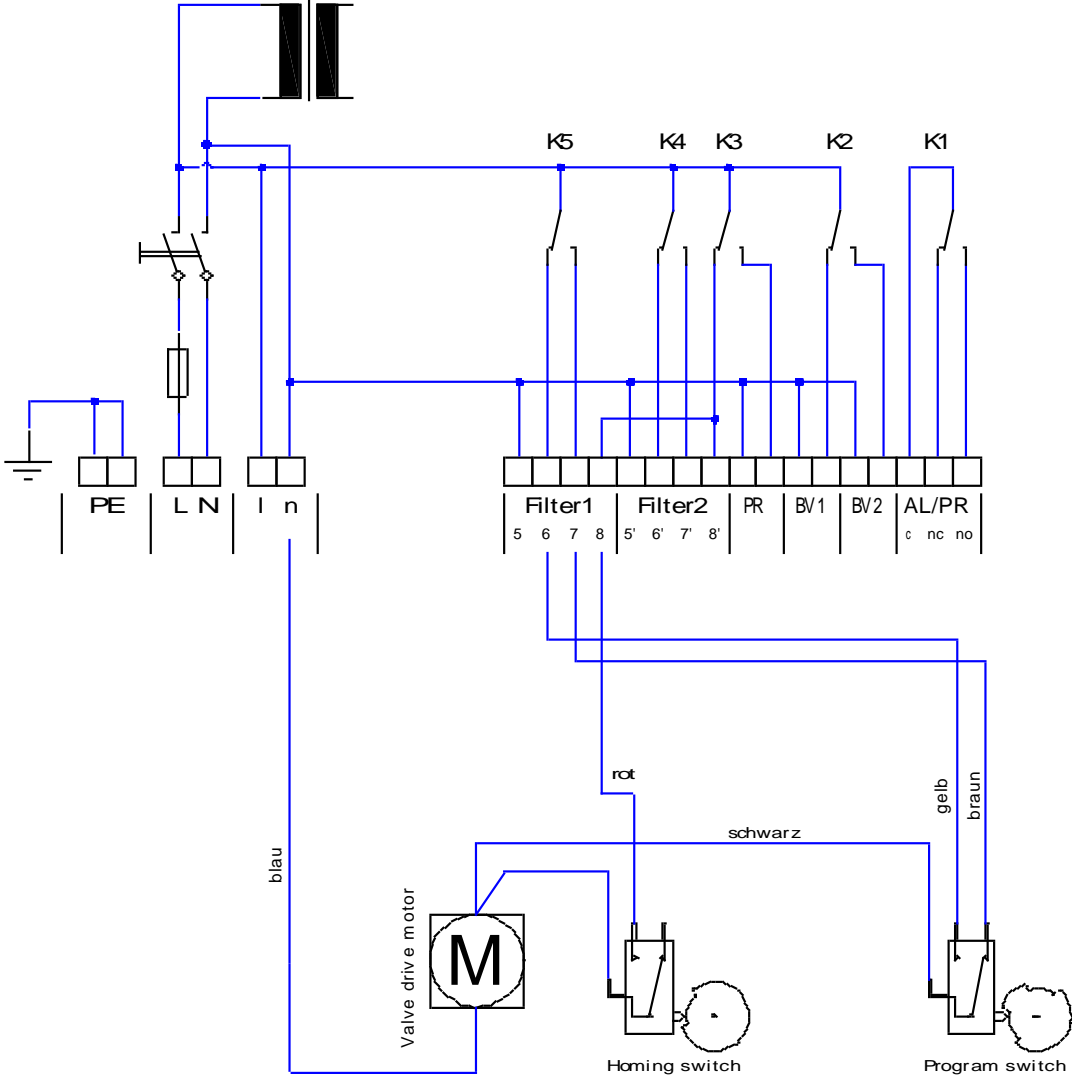 K5 K4 K3 K2 K1
PE L N l n Filter1 Filter2 PR BV1 BV2 AL/PR
5 6 7 8 5' 6' 7' 8' c nc no
rot
gelb
braun
schwarz
blau
Valve drive motor
M
Homing switch Program switch